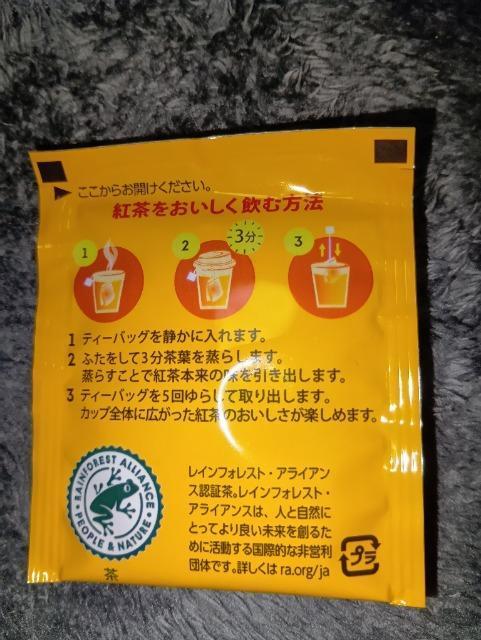 ここからお開けください。
紅茶をおいしく飲む方法
1
2
3分
3
1 ティーバッグを静かに入れます。
2 ふたをして3分茶葉を蒸らします。
蒸らすことで紅茶本来の味を引き出します。
3 ティーバッグを5回ゆらして取り出します。
カップ全体に広がった紅茶のおいしさが楽しめます。
RAINFOREST ALLIANCE
PEOPLE & NATURE
茶
レインフォレスト・アライアン
ス認証茶。レインフォレスト・
アライアンスは、人と自然に
とってより良い未来を創るた
めに活動する国際的な非営利
団体です。詳しくは ra.org/ja
プラ